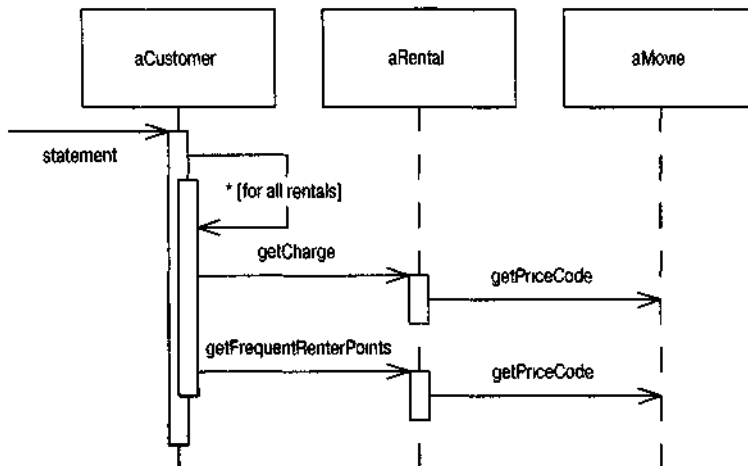 aCustomer
aRental
aMovie
statement
* [for all rentals]
getCharge
getPriceCode
getFrequentRenterPoints
getPriceCode